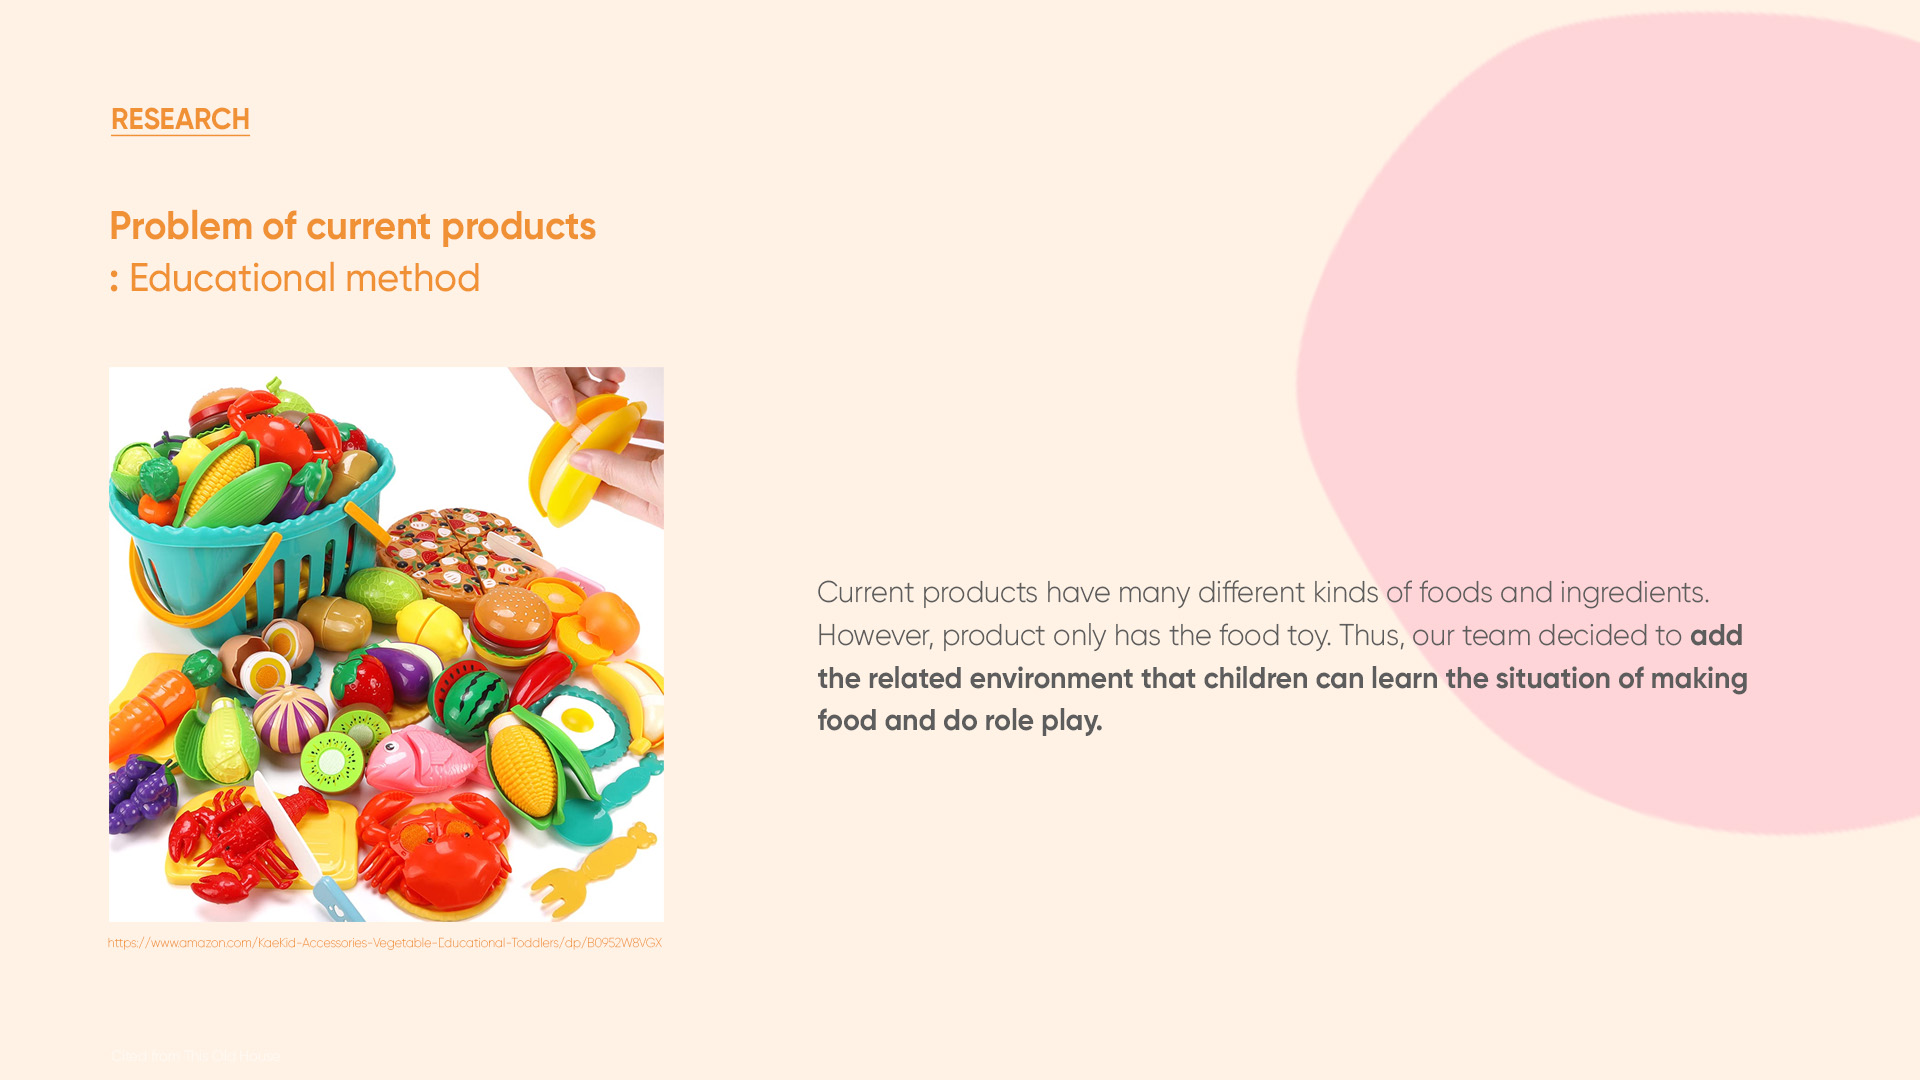 RESEARCH
Problem of current products
: Educational method
Current products have many different kinds of foods and ingredients.
However, product only has the food toy. Thus, our team decided to add
the related environment that children can learn the situation of making
food and do role play.
https://www.amazon.com/KaeKid-Accessories-Vegetable-Educational-Toddlers/dp/B0952W8VGX